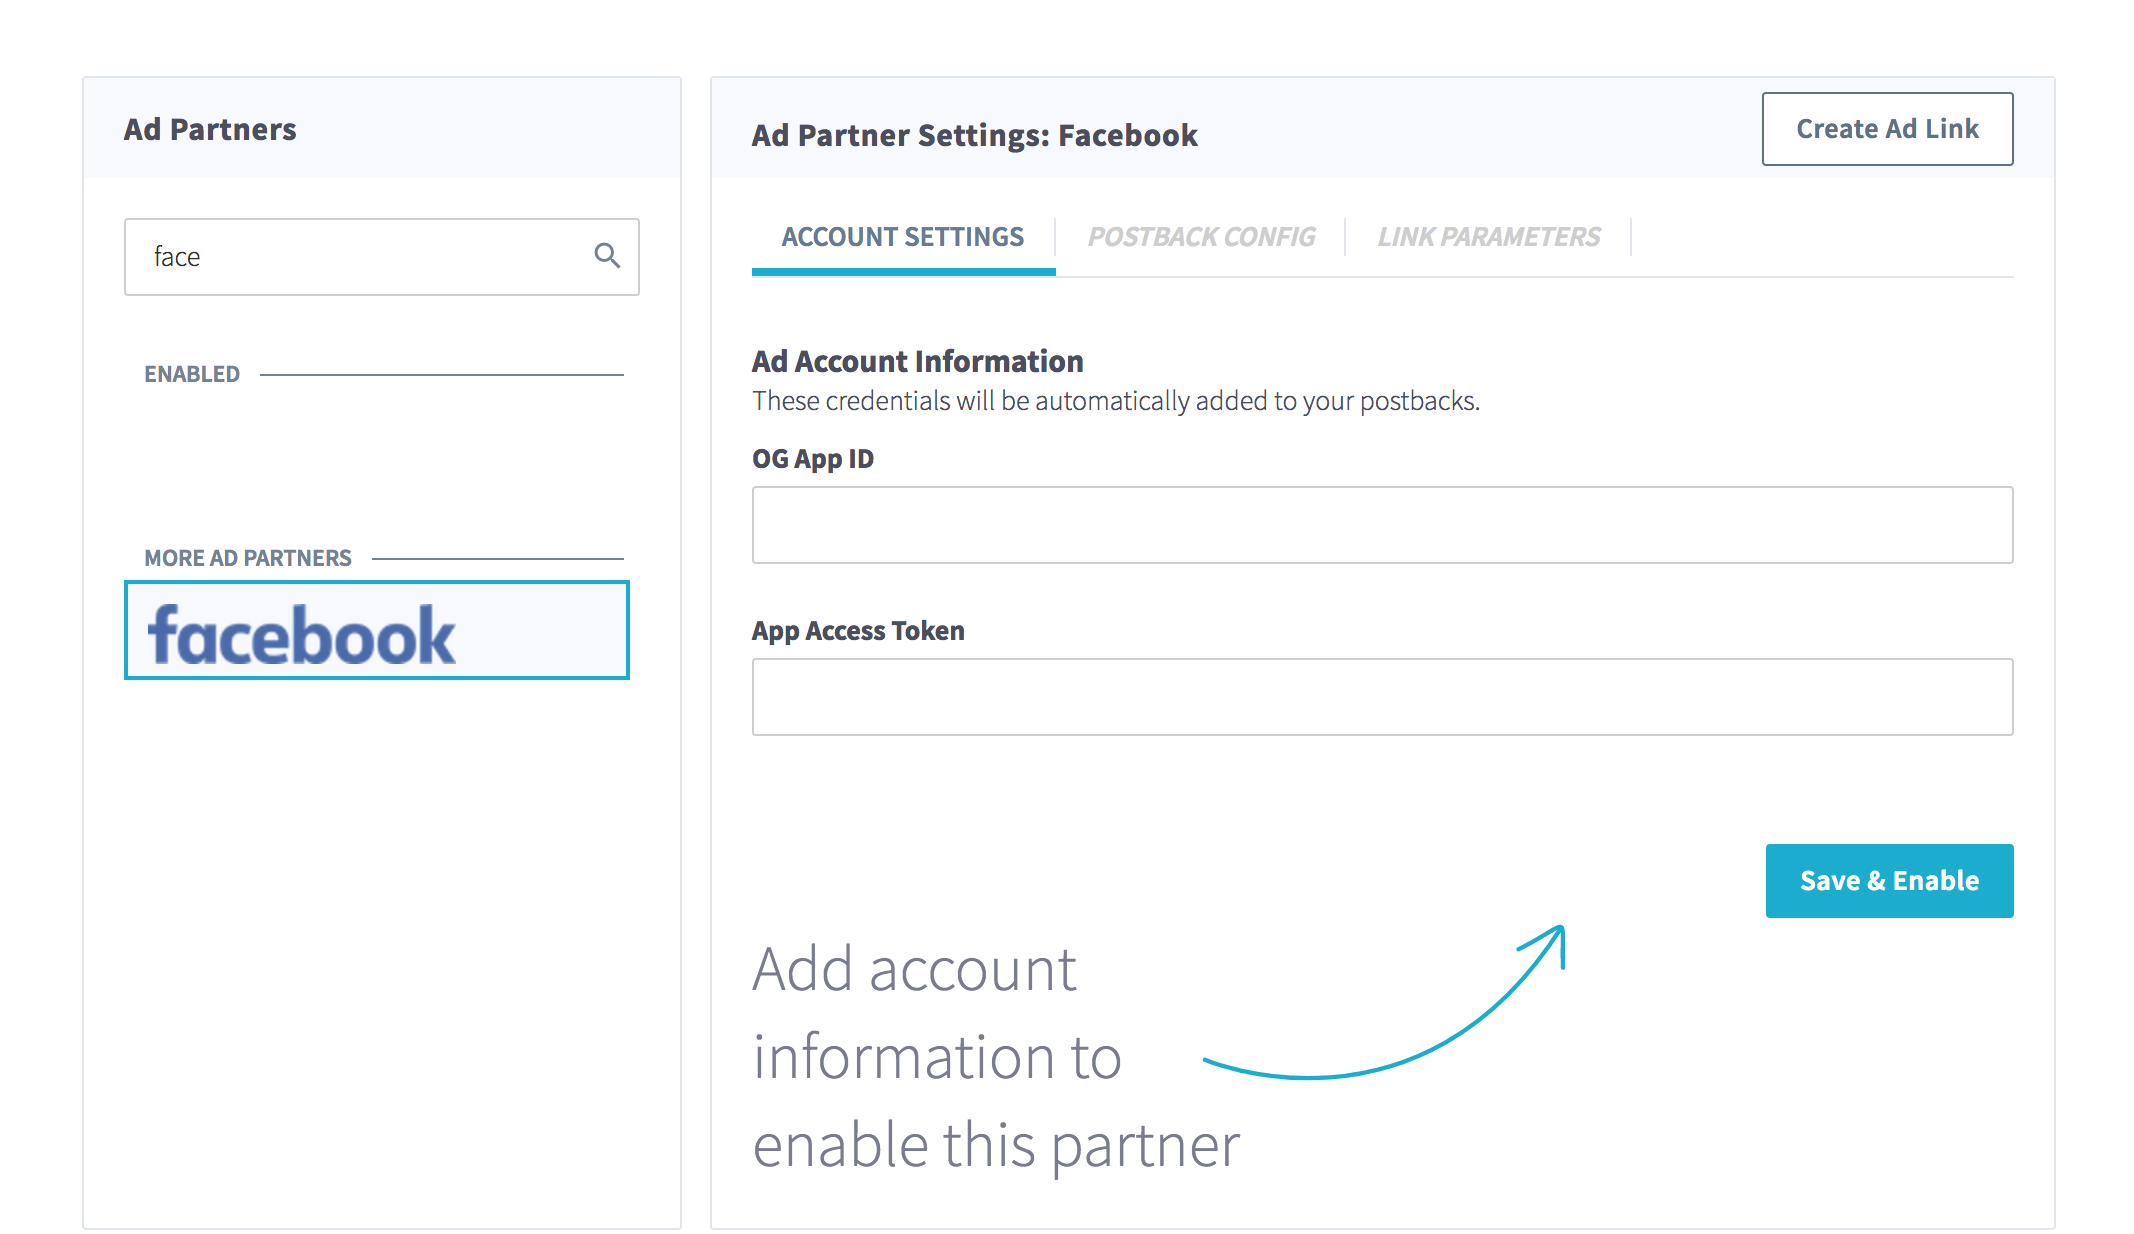 Ad Partners
face
ENABLED
MORE AD PARTNERS
facebook
Ad Partner Settings: Facebook
Create Ad Link
ACCOUNT SETTINGS
POSTBACK CONFIG
LINK PARAMETERS
Ad Account Information
These credentials will be automatically added to your postbacks.
OG App ID
App Access Token
Save & Enable
Add account
information to
enable this partner